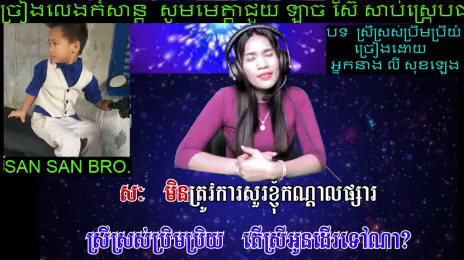 ច្រៀងលេងកំសាន្ត សូមមេត្តាជួយ ឡាច ស៊ែ សាប់ស្រ្កេប
បទ ស្រីស្រស់ប្រិមប្រិយ៍
ច្រៀងដោយ
អ្នកនាង លី សុខឡេង
SAN SAN BRO.
ស: មិនត្រូវការសួរខ្ញុំកណ្តាលផ្សារ
ស្រីស្រស់ប្រិមប្រិយ តើស្រីអូនដើរទៅណា?